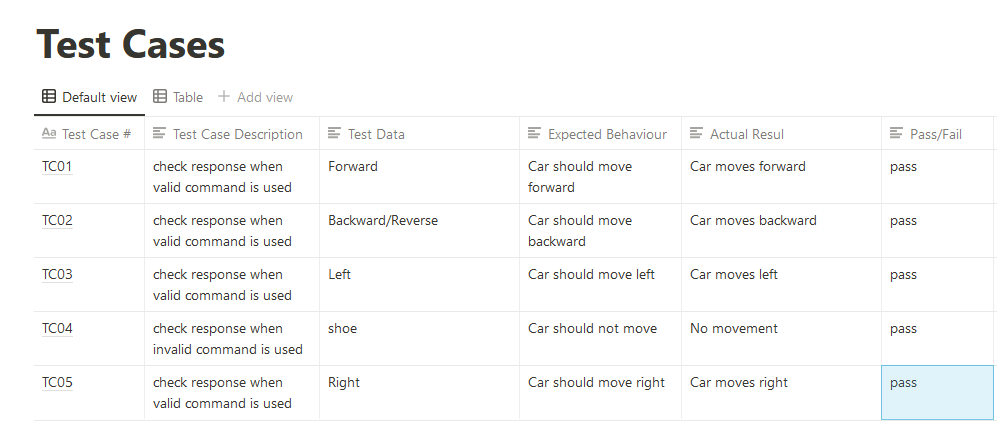 Test Cases
Default view Table Add view
Aa Test Case # Test Case Description Test Data Expected Behaviour Actual Resul Pass/Fail
TC01 check response when Forward Car should move Car moves forward pass
valid command is used forward
TC02 check response when Backward/Reverse Car should move Car moves backward pass
valid command is used backward
TC03 check response when Left Car should move left Car moves left pass
valid command is used
TC04 check response when shoe Car should not move No movement pass
invalid command is used
TC05 check response when Right Car should move right Car moves right pass
valid command is used